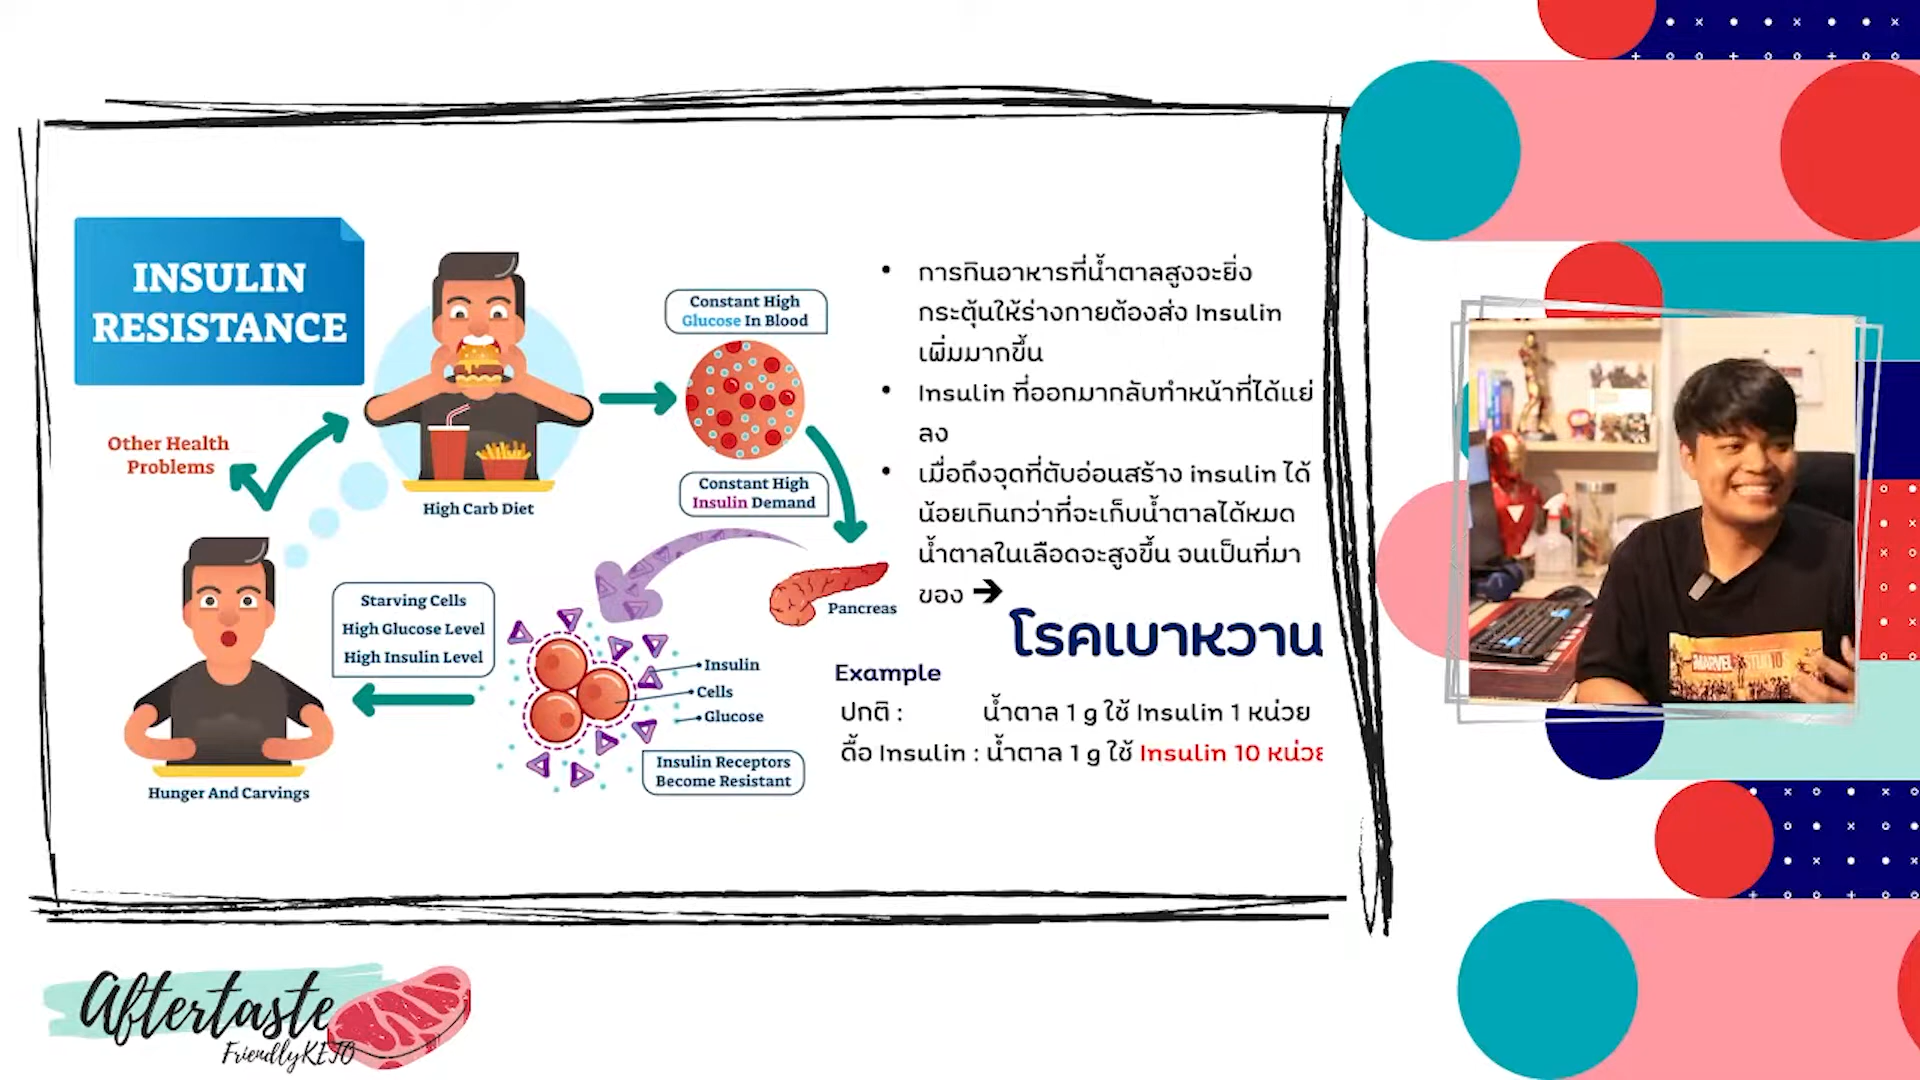 INSULIN
RESISTANCE
Constant High
Glucose In Blood
Other Health
Problems
High Carb Diet
Constant High
Insulin Demand
Pancreas
Starving Cells
High Glucose Level
High Insulin Level
Insulin
Cells
Glucose
Insulin Receptors
Become Resistant
Hunger And Carvings
• การกินอาหารที่น้ำตาลสูงจะยิ่ง
กระตุ้นให้ร่างกายต้องส่ง Insulin
เพิ่มมากขึ้น
• Insulin ที่ออกมากลับทำหน้าที่ได้แย่
ลง
• เมื่อถึงจุดที่ตับอ่อนสร้าง insulin ได้
น้อยเกินกว่าที่จะเก็บน้ำตาลได้หมด
น้ำตาลในเลือดจะสูงขึ้น จนเป็นที่มา
ของ ➔
โรคเบาหวาน
Example
ปกติ : น้ำตาล 1 g ใช้ Insulin 1 หน่วย
ดื้อ Insulin : น้ำตาล 1 g ใช้ Insulin 10 หน่วย
MARVEL STUDIOS
Aftertaste
FriendlyKETO